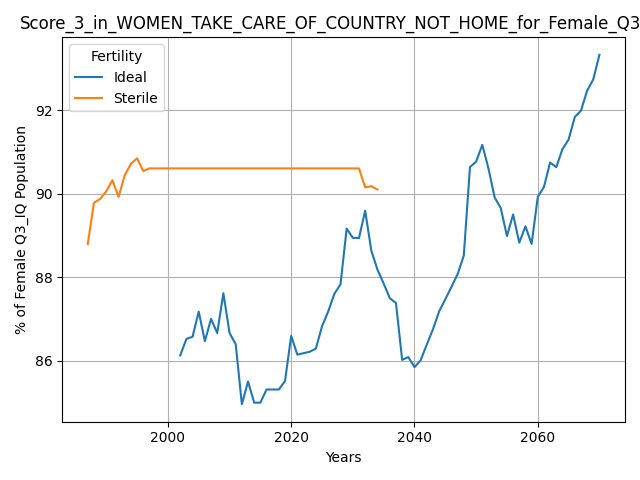 Score_3_in_WOMEN_TAKE_CARE_OF_COUNTRY_NOT_HOME_for_Female_Q3
Fertility
Ideal
Sterile
% of Female Q3_IQ Population
92
90
88
86
2000 2020 2040 2060
Years